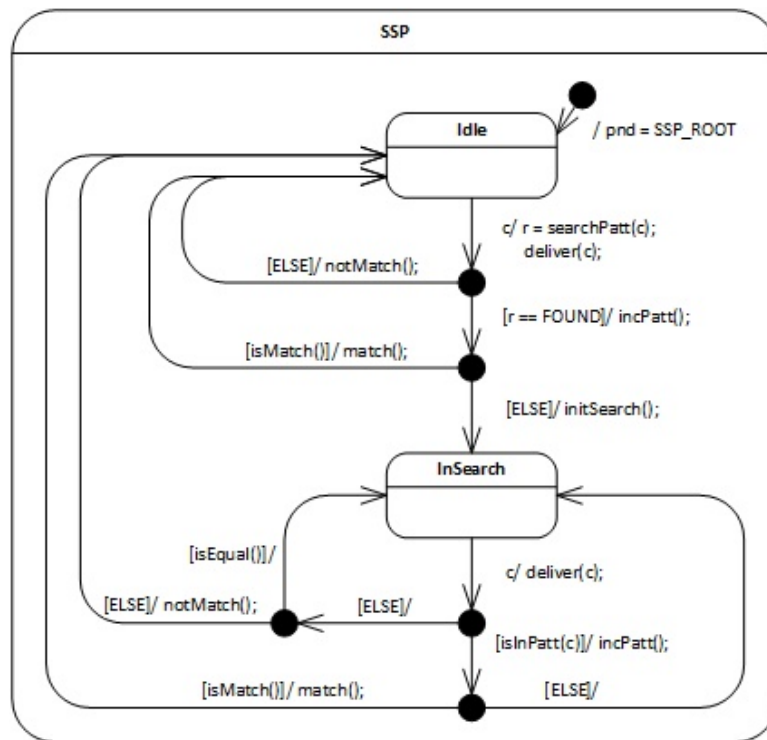 SSP
Idle
/ pnd = SSP_ROOT
c/ r = searchPatt(c);
deliver(c);
[ELSE]/ notMatch();
[r == FOUND]/ incPatt();
[isMatch()]/ match();
[ELSE]/ initSearch();
InSearch
[isEqual()]/
c/ deliver(c);
[ELSE]/ notMatch();
[ELSE]/
[isInPatt(c)]/ incPatt();
[isMatch()]/ match();
[ELSE]/